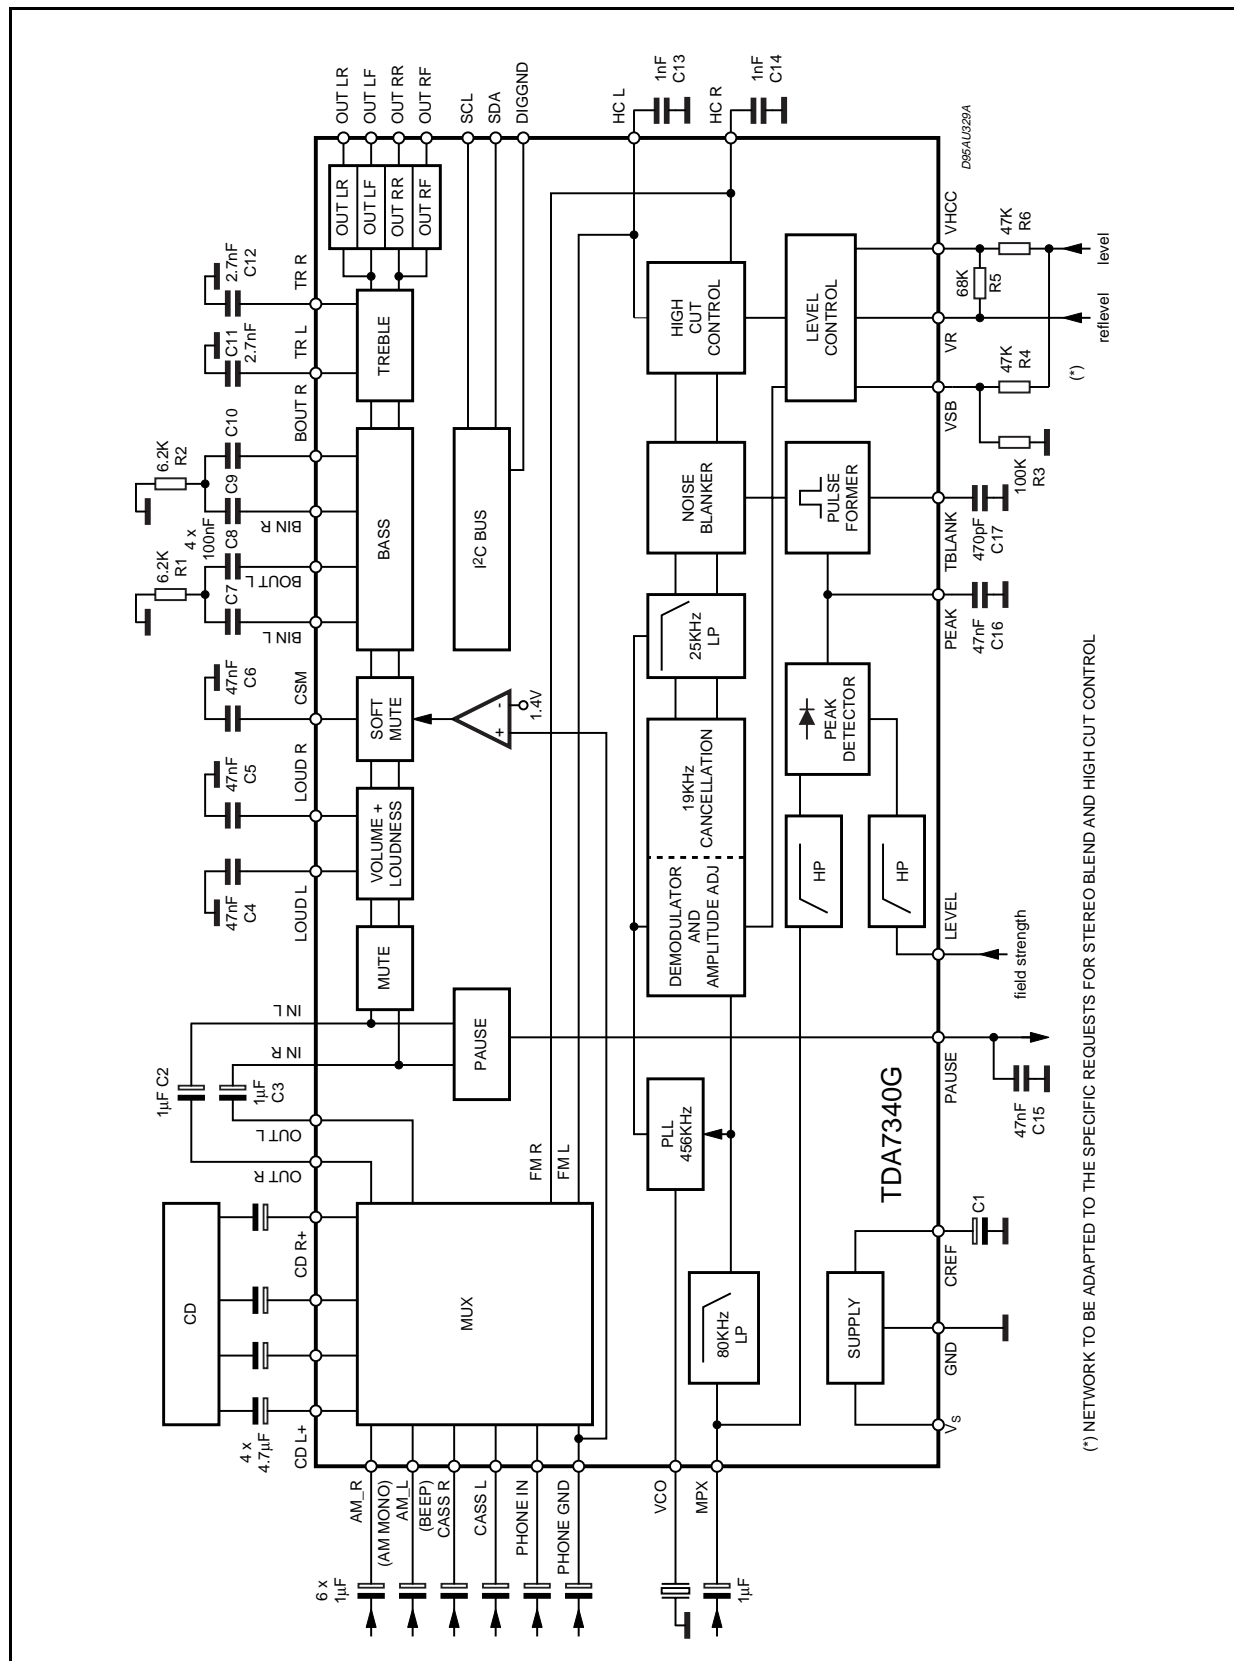 OUT LR
OUT LF
OUT RR
OUT RF
SCL
SDA
DIGGND
HC L
1nF
C13
HC R
1nF
C14
D95AU329A
OUT LR
OUT LF
OUT RR
OUT RF
2.7nF
C12
TR R
C11
2.7nF
TR L
TREBLE
HIGH
CUT
CONTROL
LEVEL
CONTROL
VHCC
47K
R6
level
68K
R5
VR
reflevel
VSB
47K
R4
(*)
100K
R3
6.2K
R2
C10
BOUT R
C9
BIN R
4 x
100nF
6.2K
R1
C8
BOUT L
C7
BIN L
BASS
I²C BUS
NOISE
BLANKER
PULSE
FORMER
TBLANK
470pF
C17
25KHz
LP
PEAK
47nF
C16
47nF
C6
CSM
SOFT
MUTE
+
-
1.4V
19KHz
CANCELLATION
PEAK
DETECTOR
47nF
C5
LOUD R
VOLUME +
LOUDNESS
47nF
C4
LOUD L
DEMODULATOR
AND
AMPLITUDE ADJ
HP
HP
LEVEL
field strength
MUTE
IN L
IN R
PAUSE
1µF C2
1µF
C3
OUT L
OUT R
FM R
FM L
PLL
456KHz
TDA7340G
PAUSE
47nF
C15
CD
CD R+
4 x
4.7µF
CD L+
MUX
80KHz
LP
SUPPLY
CREF
C1
GND
VS
AM_R
(AM MONO)
AM_L
(BEEP)
CASS R
CASS L
PHONE IN
PHONE GND
VCO
MPX
6 x
1µF
1µF
(*) NETWORK TO BE ADAPTED TO THE SPECIFIC REQUESTS FOR STEREO BLEND AND HIGH CUT CONTROL